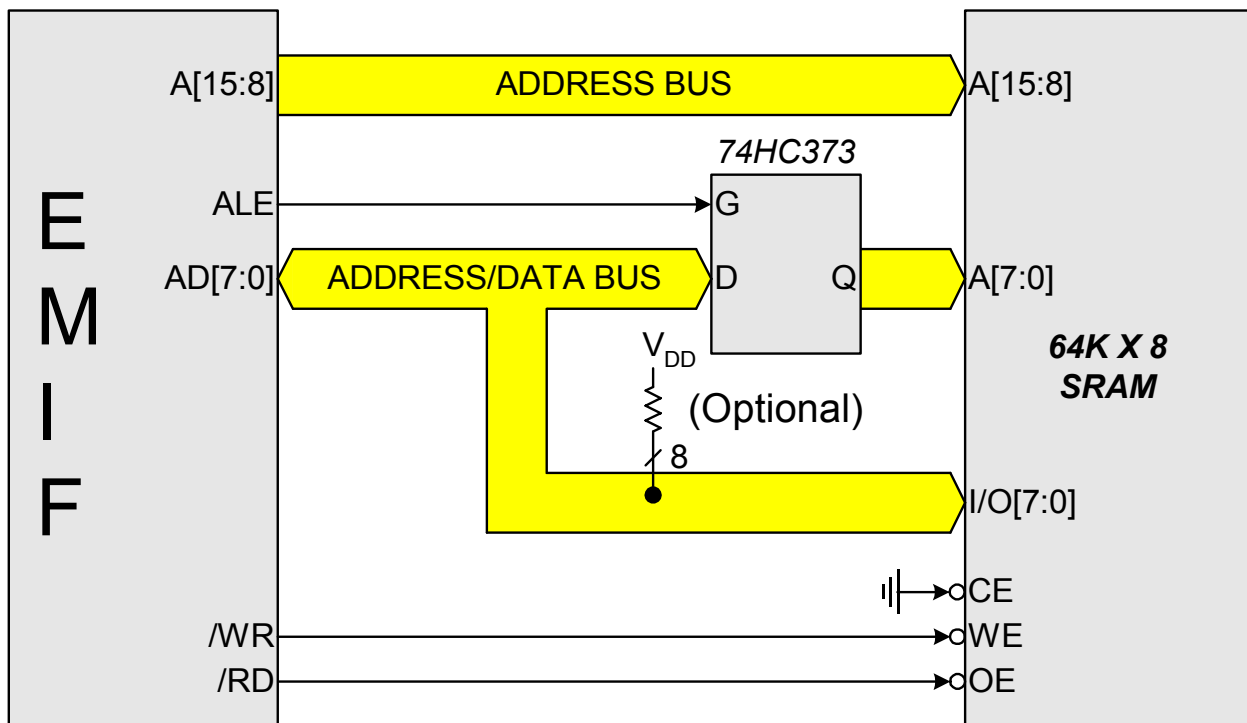 A[15:8]
ADDRESS BUS
A[15:8]
74HC373
ALE
G
AD[7:0]
ADDRESS/DATA BUS
D
Q
A[7:0]
E
M
I
F
VDD
(Optional)
8
64K X 8
SRAM
I/O[7:0]
CE
/WR
WE
/RD
OE